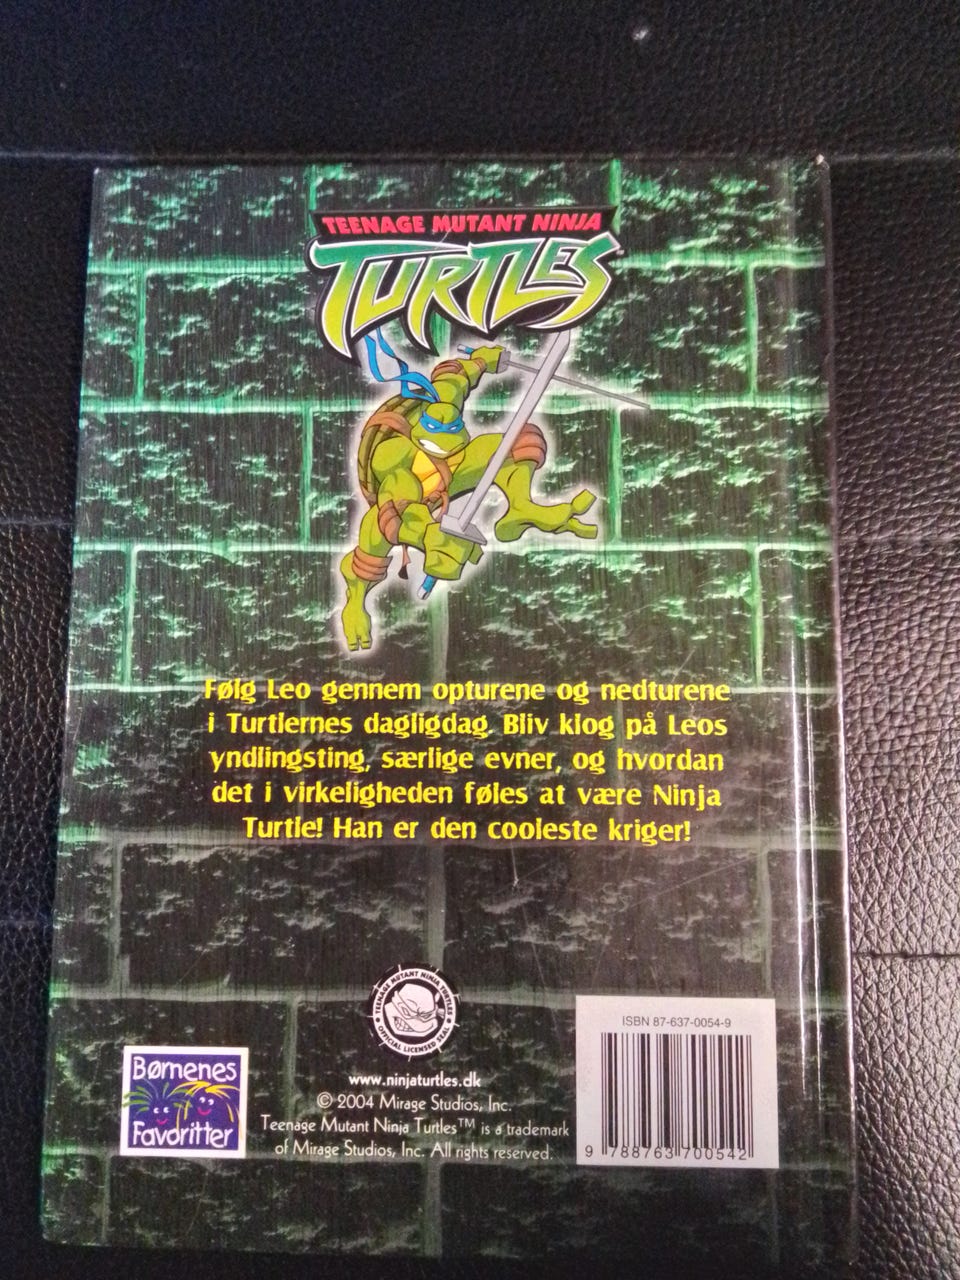 TEENAGE MUTANT NINJA
TURTLES™
Følg Leo gennem opturene og nedturene
i Turtlernes dagligdag. Bliv klog på Leos
yndlingsting, særlige evner, og hvordan
det i virkeligheden føles at være Ninja
Turtle! Han er den cooleste kriger!
TEENAGE MUTANT NINJA TURTLES
OFFICIAL LICENSED SEAL
Børnenes
Favoritter
www.ninjaturtles.dk
© 2004 Mirage Studios, Inc.
Teenage Mutant Ninja Turtles™ is a trademark
of Mirage Studios, Inc. All rights reserved.
ISBN 87-637-0054-9
9 788763 700542